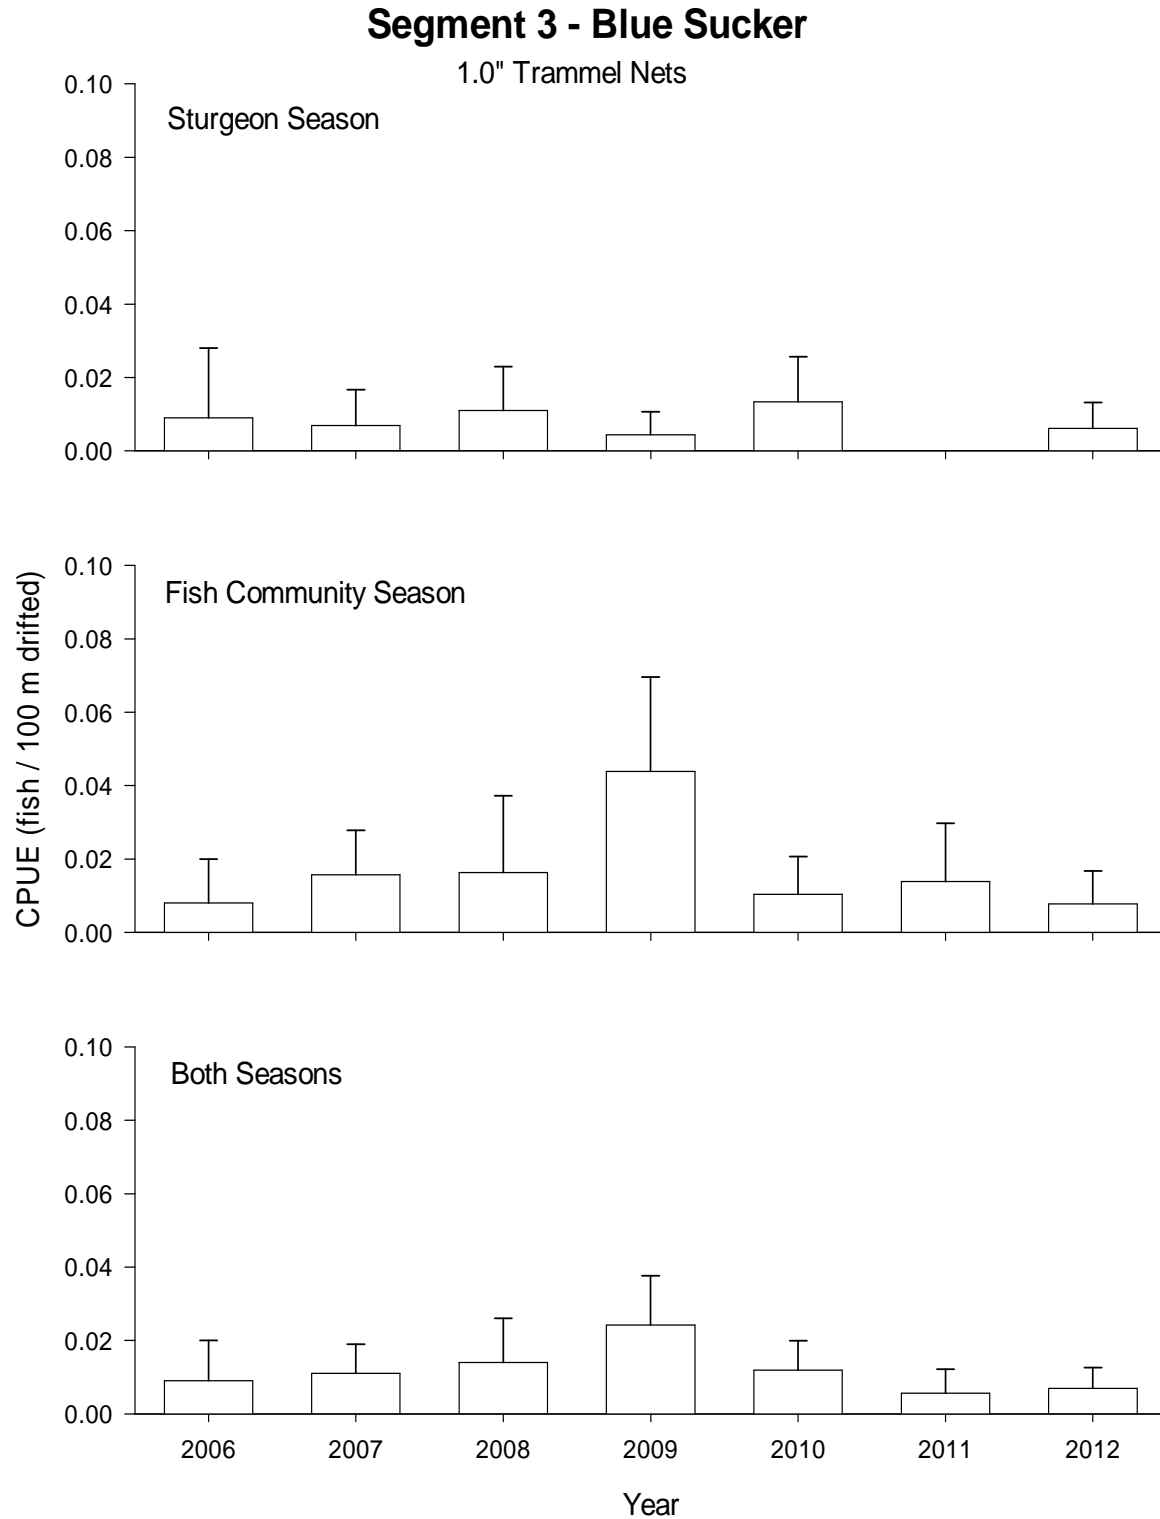 Segment 3 - Blue Sucker
1.0" Trammel Nets
Sturgeon Season
0.10
0.08
0.06
0.04
0.02
0.00
CPUE (fish / 100 m drifted)
Fish Community Season
0.10
0.08
0.06
0.04
0.02
0.00
Both Seasons
0.10
0.08
0.06
0.04
0.02
0.00
2006 2007 2008 2009 2010 2011 2012
Year